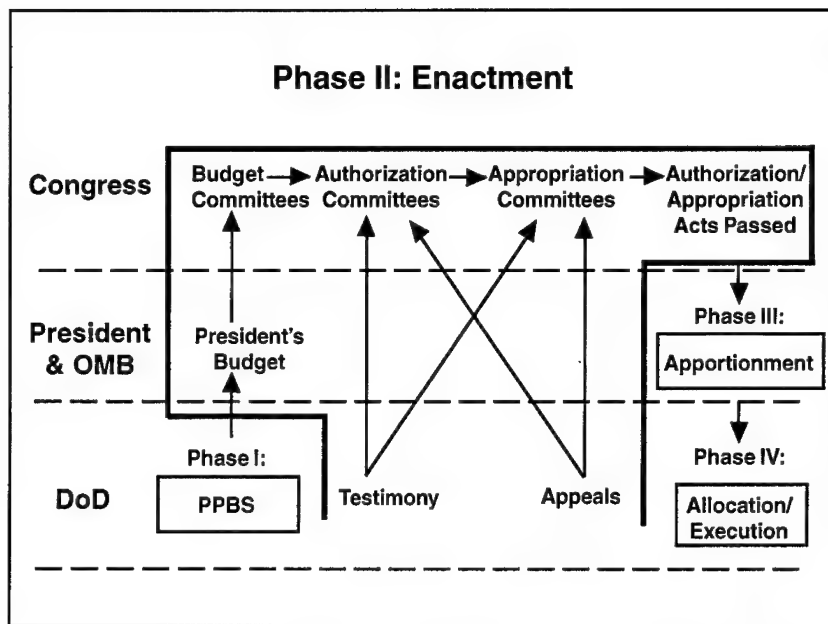 Phase II: Enactment
Congress
Budget
Committees
Authorization
Committees
Appropriation
Committees
Authorization/
Appropriation
Acts Passed
President
& OMB
President's
Budget
Phase III:
Apportionment
DoD
Phase I:
PPBS
Testimony
Appeals
Phase IV:
Allocation/
Execution